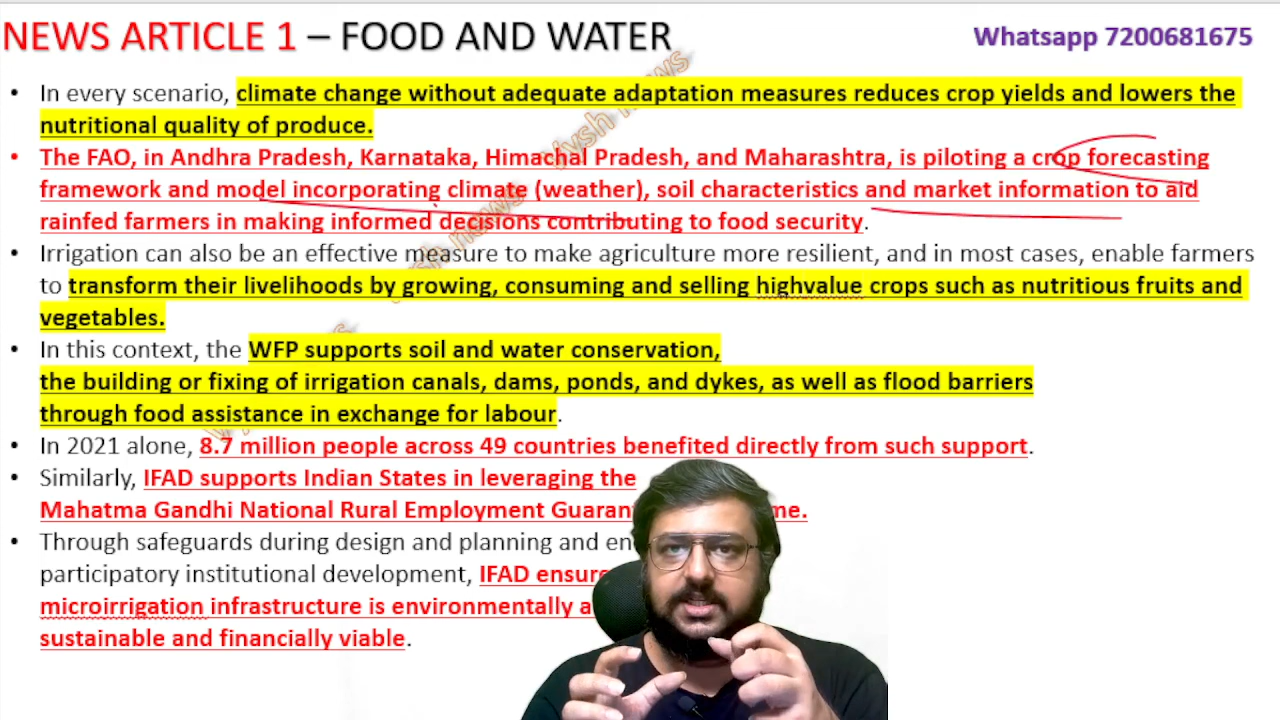 NEWS ARTICLE 1 – FOOD AND WATER
Whatsapp 7200681675
• In every scenario, climate change without adequate adaptation measures reduces crop yields and lowers the
nutritional quality of produce.
• The FAO, in Andhra Pradesh, Karnataka, Himachal Pradesh, and Maharashtra, is piloting a crop forecasting
framework and model incorporating climate (weather), soil characteristics and market information to aid
rainfed farmers in making informed decisions contributing to food security.
• Irrigation can also be an effective measure to make agriculture more resilient, and in most cases, enable farmers
to transform their livelihoods by growing, consuming and selling highvalue crops such as nutritious fruits and
vegetables.
• In this context, the WFP supports soil and water conservation,
the building or fixing of irrigation canals, dams, ponds, and dykes, as well as flood barriers
through food assistance in exchange for labour.
• In 2021 alone, 8.7 million people across 49 countries benefited directly from such support.
• Similarly, IFAD supports Indian States in leveraging the
Mahatma Gandhi National Rural Employment
• Through safeguards during design and planning and
participatory institutional development, IFAD
microirrigation infrastructure is environmentally
sustainable and financially viable.